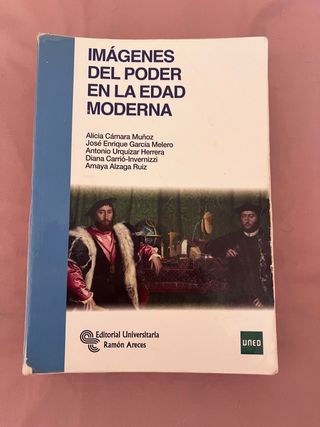 IMÁGENES
DEL PODER
EN LA EDAD
MODERNA
Alicia Cámara Muñoz
José Enrique García Melero
Antonio Urquízar Herrera
Diana Carrió-Invernizzi
Amaya Alzaga Ruiz
Editorial Universitaria
Ramón Areces
UNED